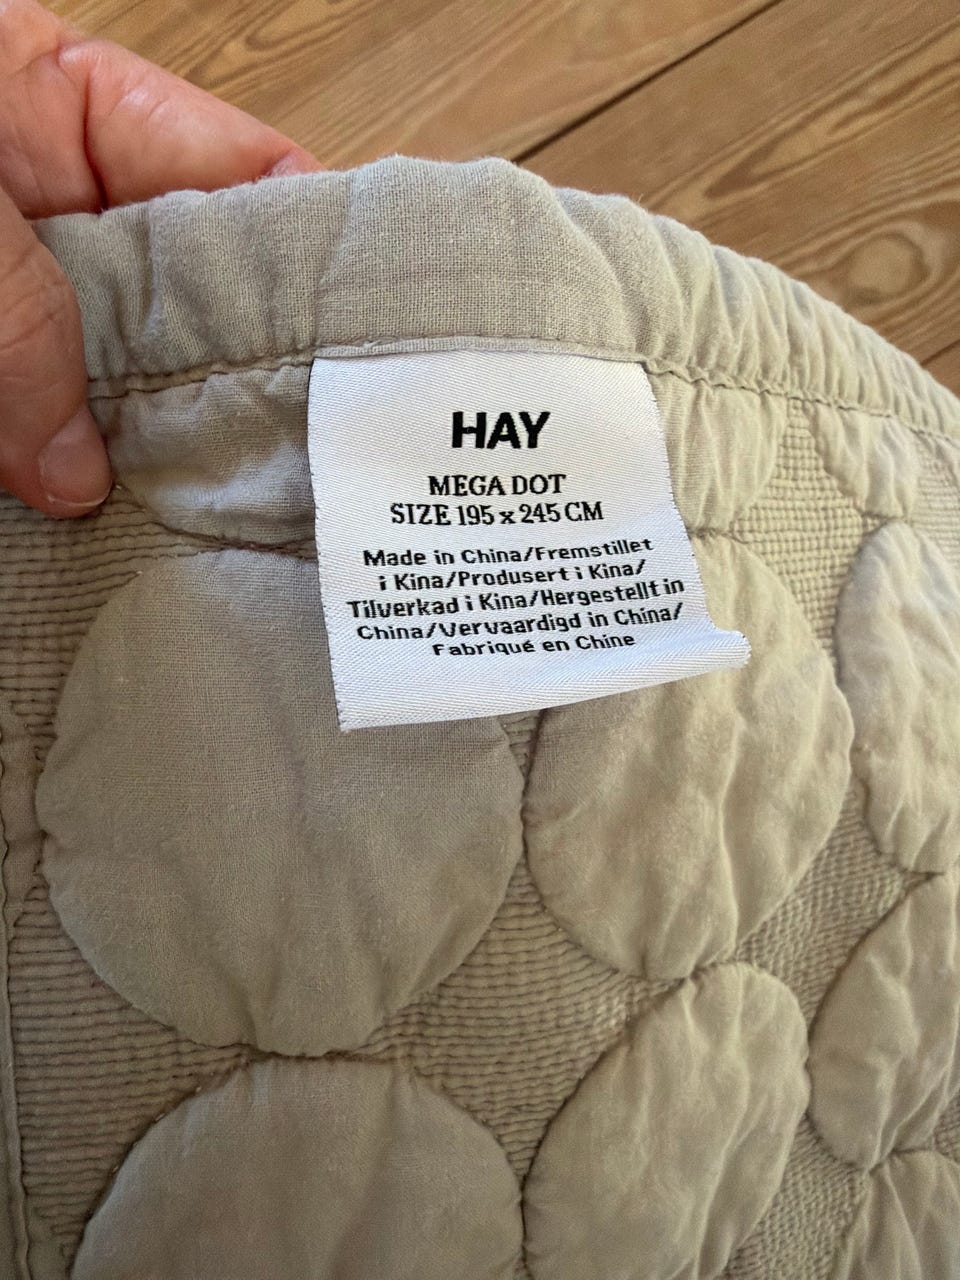 HAY
MEGA DOT
SIZE 195 x 245 CM
Made in China/Fremstillet
i Kina/Produsert i Kina/
Tilverkad i Kina/Hergestellt in
China/Vervaardigd in China/
Fabriqué en Chine